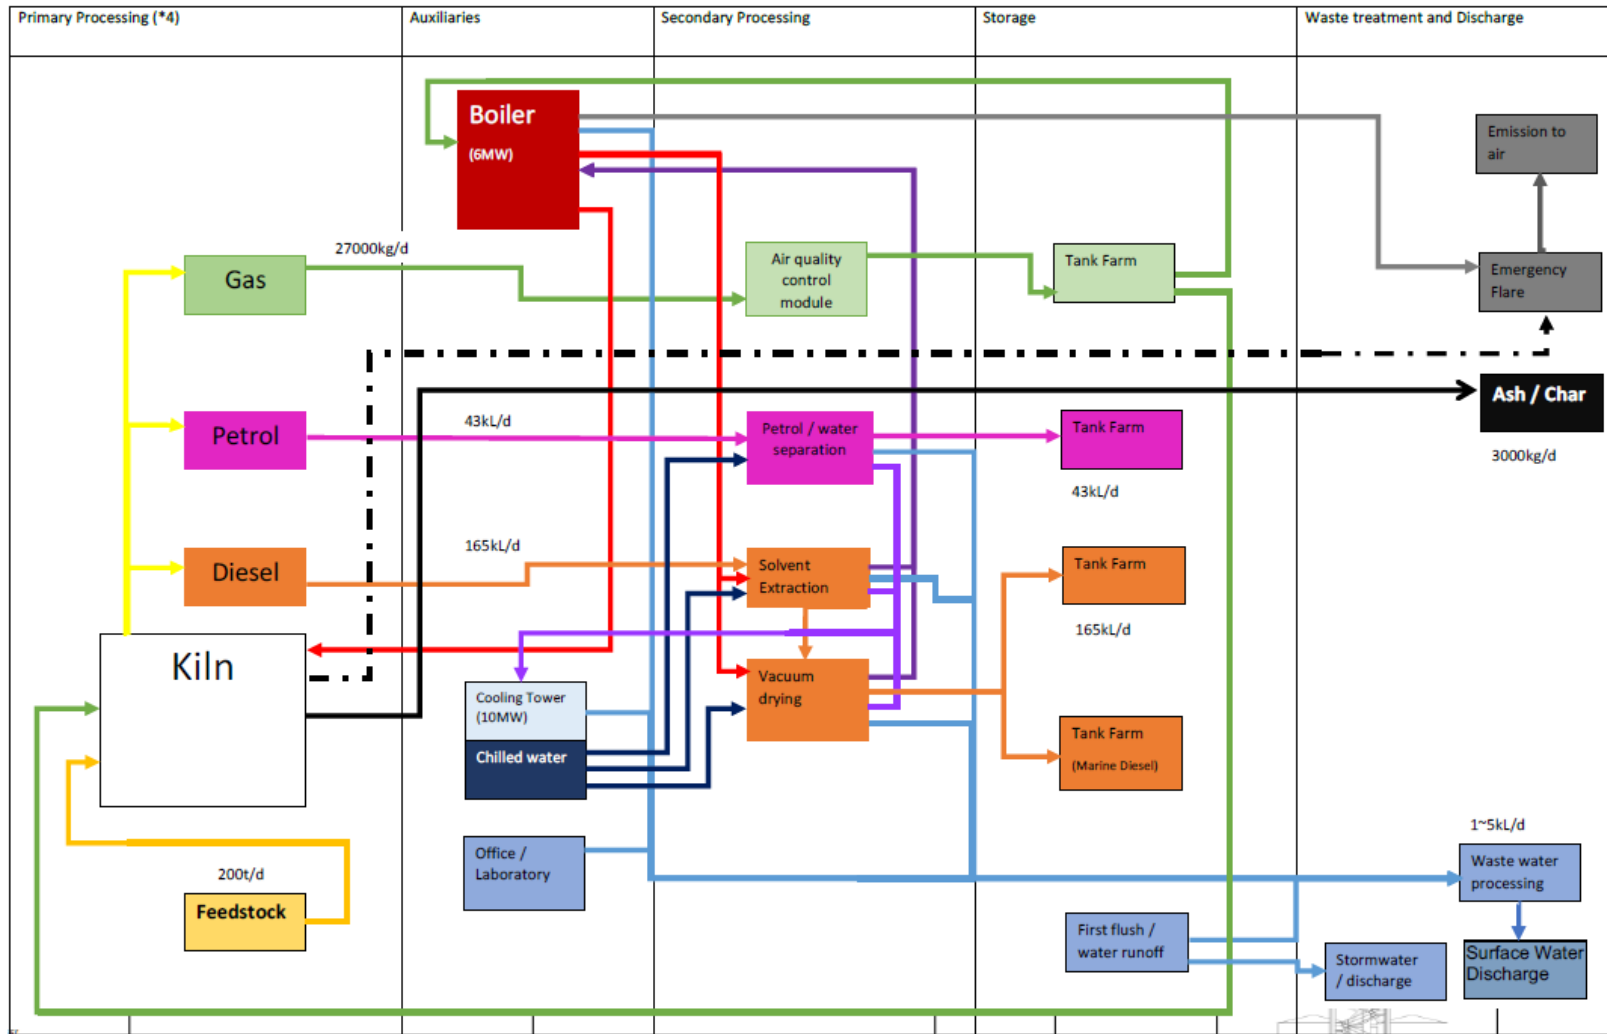 Primary Processing (*4)
Auxiliaries
Secondary Processing
Storage
Waste treatment and Discharge
Boiler
(6MW)
Emission to
air
27000kg/d
Gas
Air quality
control
module
Tank Farm
Emergency
Flare
Ash / Char
3000kg/d
Petrol
43kL/d
Petrol / water
separation
Tank Farm
43kL/d
Diesel
165kL/d
Solvent
Extraction
Tank Farm
165kL/d
Kiln
Cooling Tower
(10MW)
Chilled water
Vacuum
drying
Tank Farm
(Marine Diesel)
200t/d
Feedstock
Office /
Laboratory
1~5kL/d
Waste water
processing
First flush /
water runoff
Stormwater
/ discharge
Surface Water
Discharge